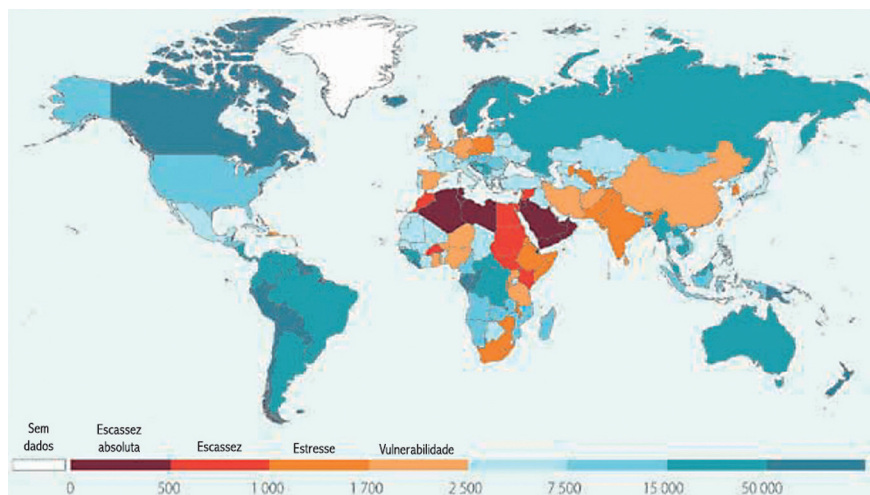 Sem dados
Escassez absoluta
Escassez
Estresse
Vulnerabilidade
0 500 1 000 1 700 2 500 7 500 15 000 50 000